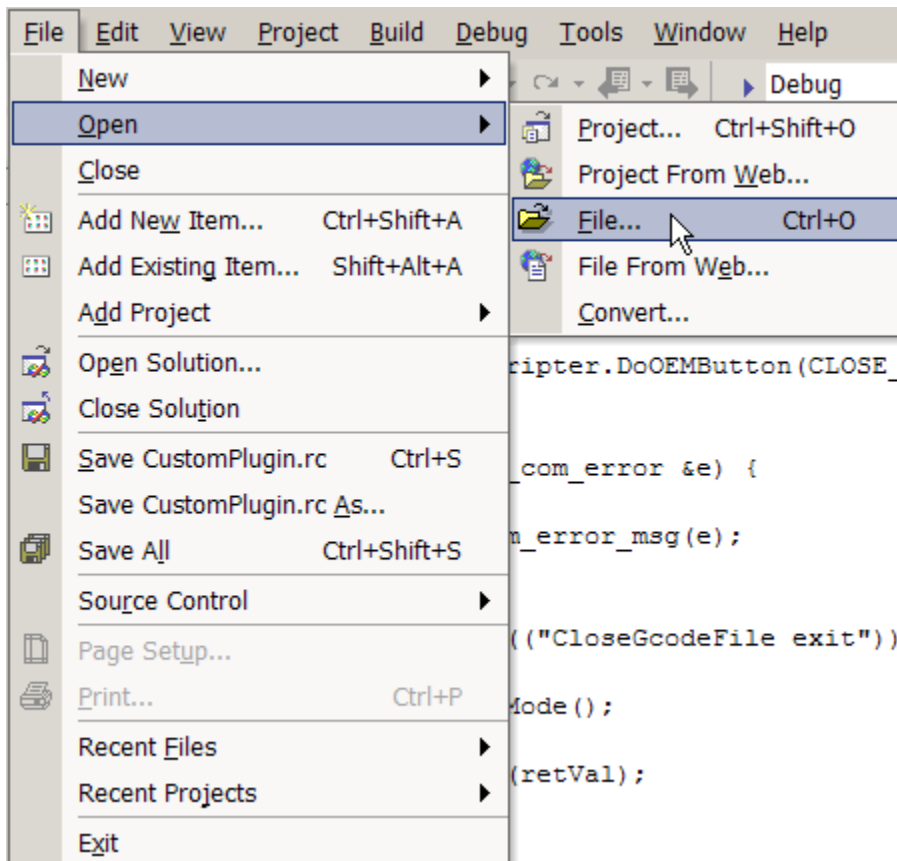 File Edit View Project Build Debug Tools Window Help
New
Debug
Open
Project... Ctrl+Shift+O
Close
Project From Web...
Add New Item... Ctrl+Shift+A
File... Ctrl+O
Add Existing Item... Shift+Alt+A
File From Web...
Add Project
Convert...
Open Solution...
ripter.DoOEMButton(CLOSE_
Close Solution
Save CustomPlugin.rc Ctrl+S
_com_error &e) {
Save CustomPlugin.rc As...
Save All Ctrl+Shift+S
m_error_msg(e);
Source Control
(("CloseGcodeFile exit"))
Page Setup...
Print... Ctrl+P
Mode();
Recent Files
(retVal);
Recent Projects
Exit